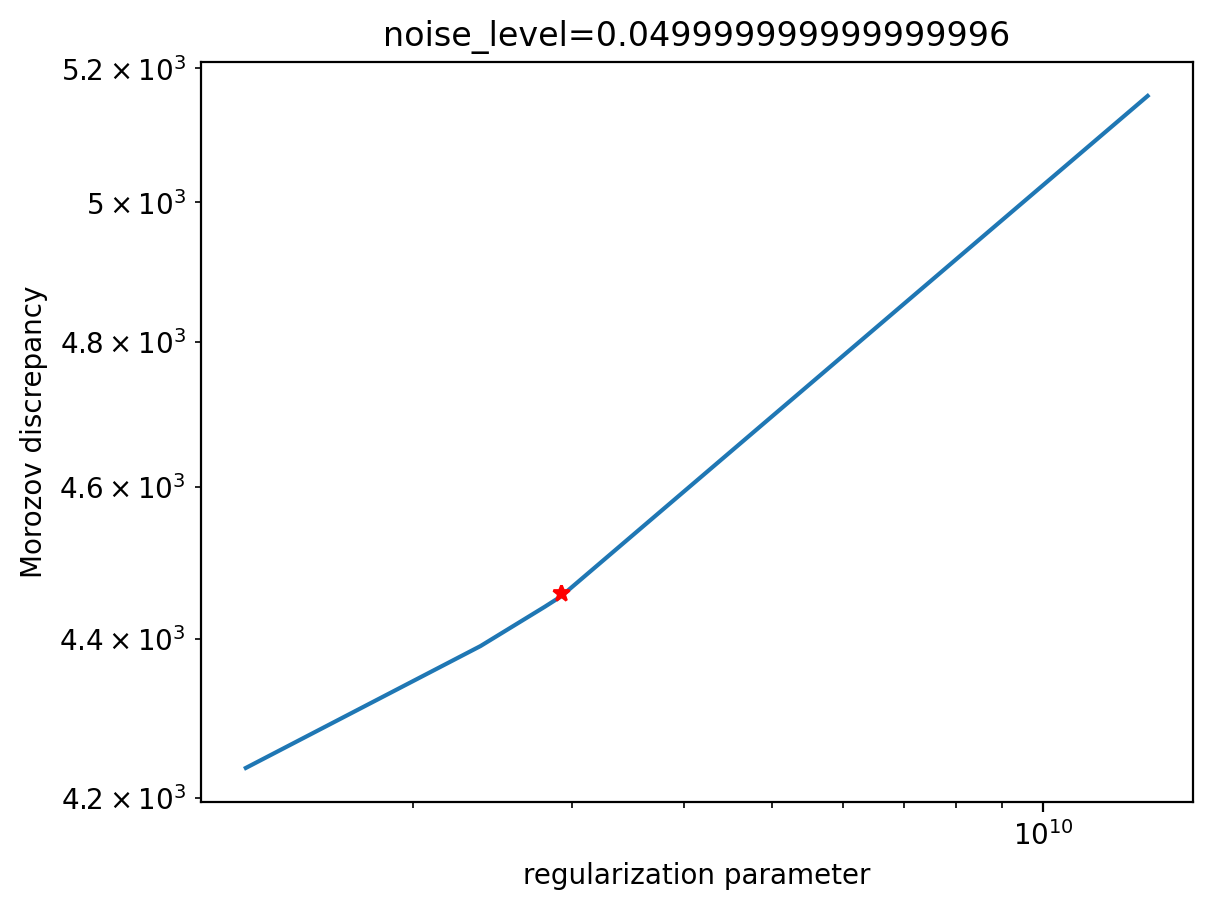 noise_level=0.049999999999999996
5.2 × 10³
5 × 10³
4.8 × 10³
4.6 × 10³
4.4 × 10³
4.2 × 10³
Morozov discrepancy
10¹⁰
regularization parameter